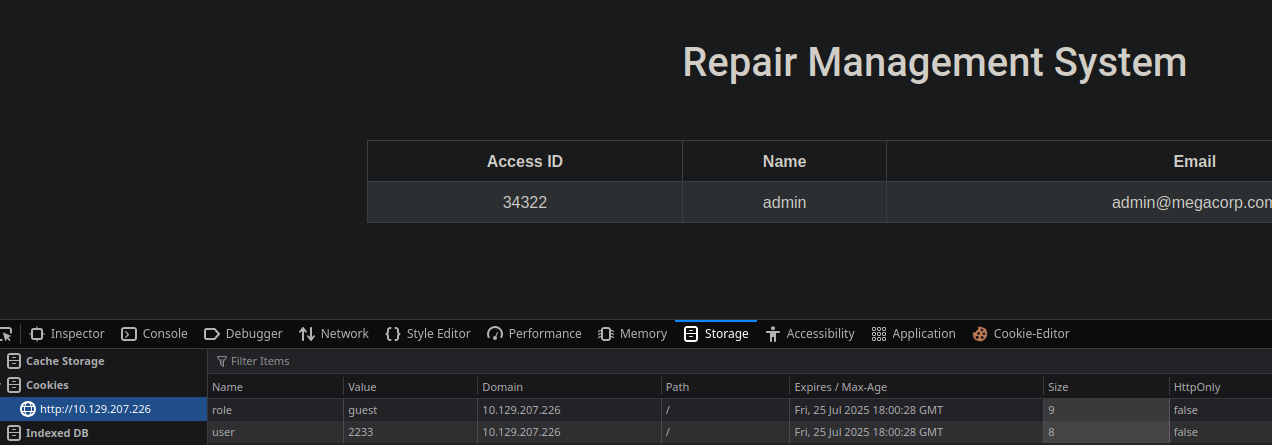 Repair Management System
Access ID Name Email
34322 admin admin@megacorp.com
Inspector Console Debugger Network Style Editor Performance Memory Storage Accessibility Application Cookie-Editor
Cache Storage
Cookies
http://10.129.207.226
Indexed DB
Filter Items
Name Value Domain Path Expires / Max-Age Size HttpOnly
role guest 10.129.207.226 / Fri, 25 Jul 2025 18:00:28 GMT 9 false
user 2233 10.129.207.226 / Fri, 25 Jul 2025 18:00:28 GMT 8 false